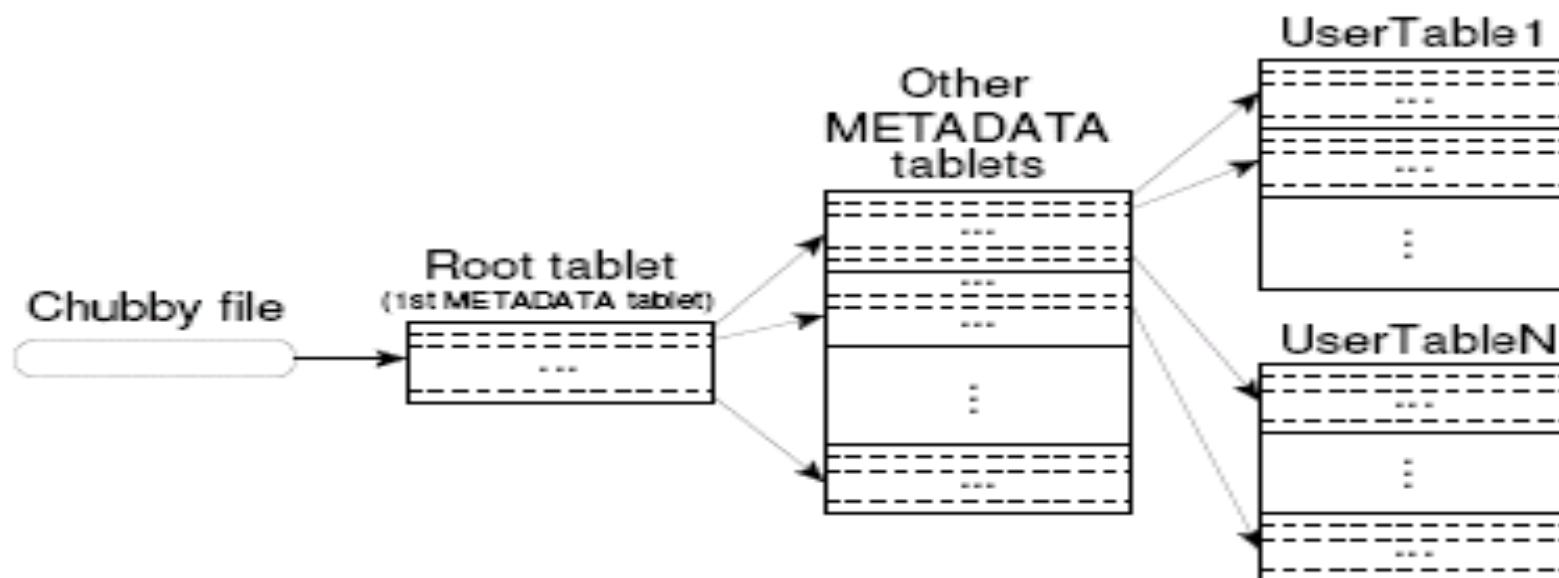 Chubby file
Root tablet
(1st METADATA tablet)
Other
METADATA
tablets
UserTable1
UserTableN